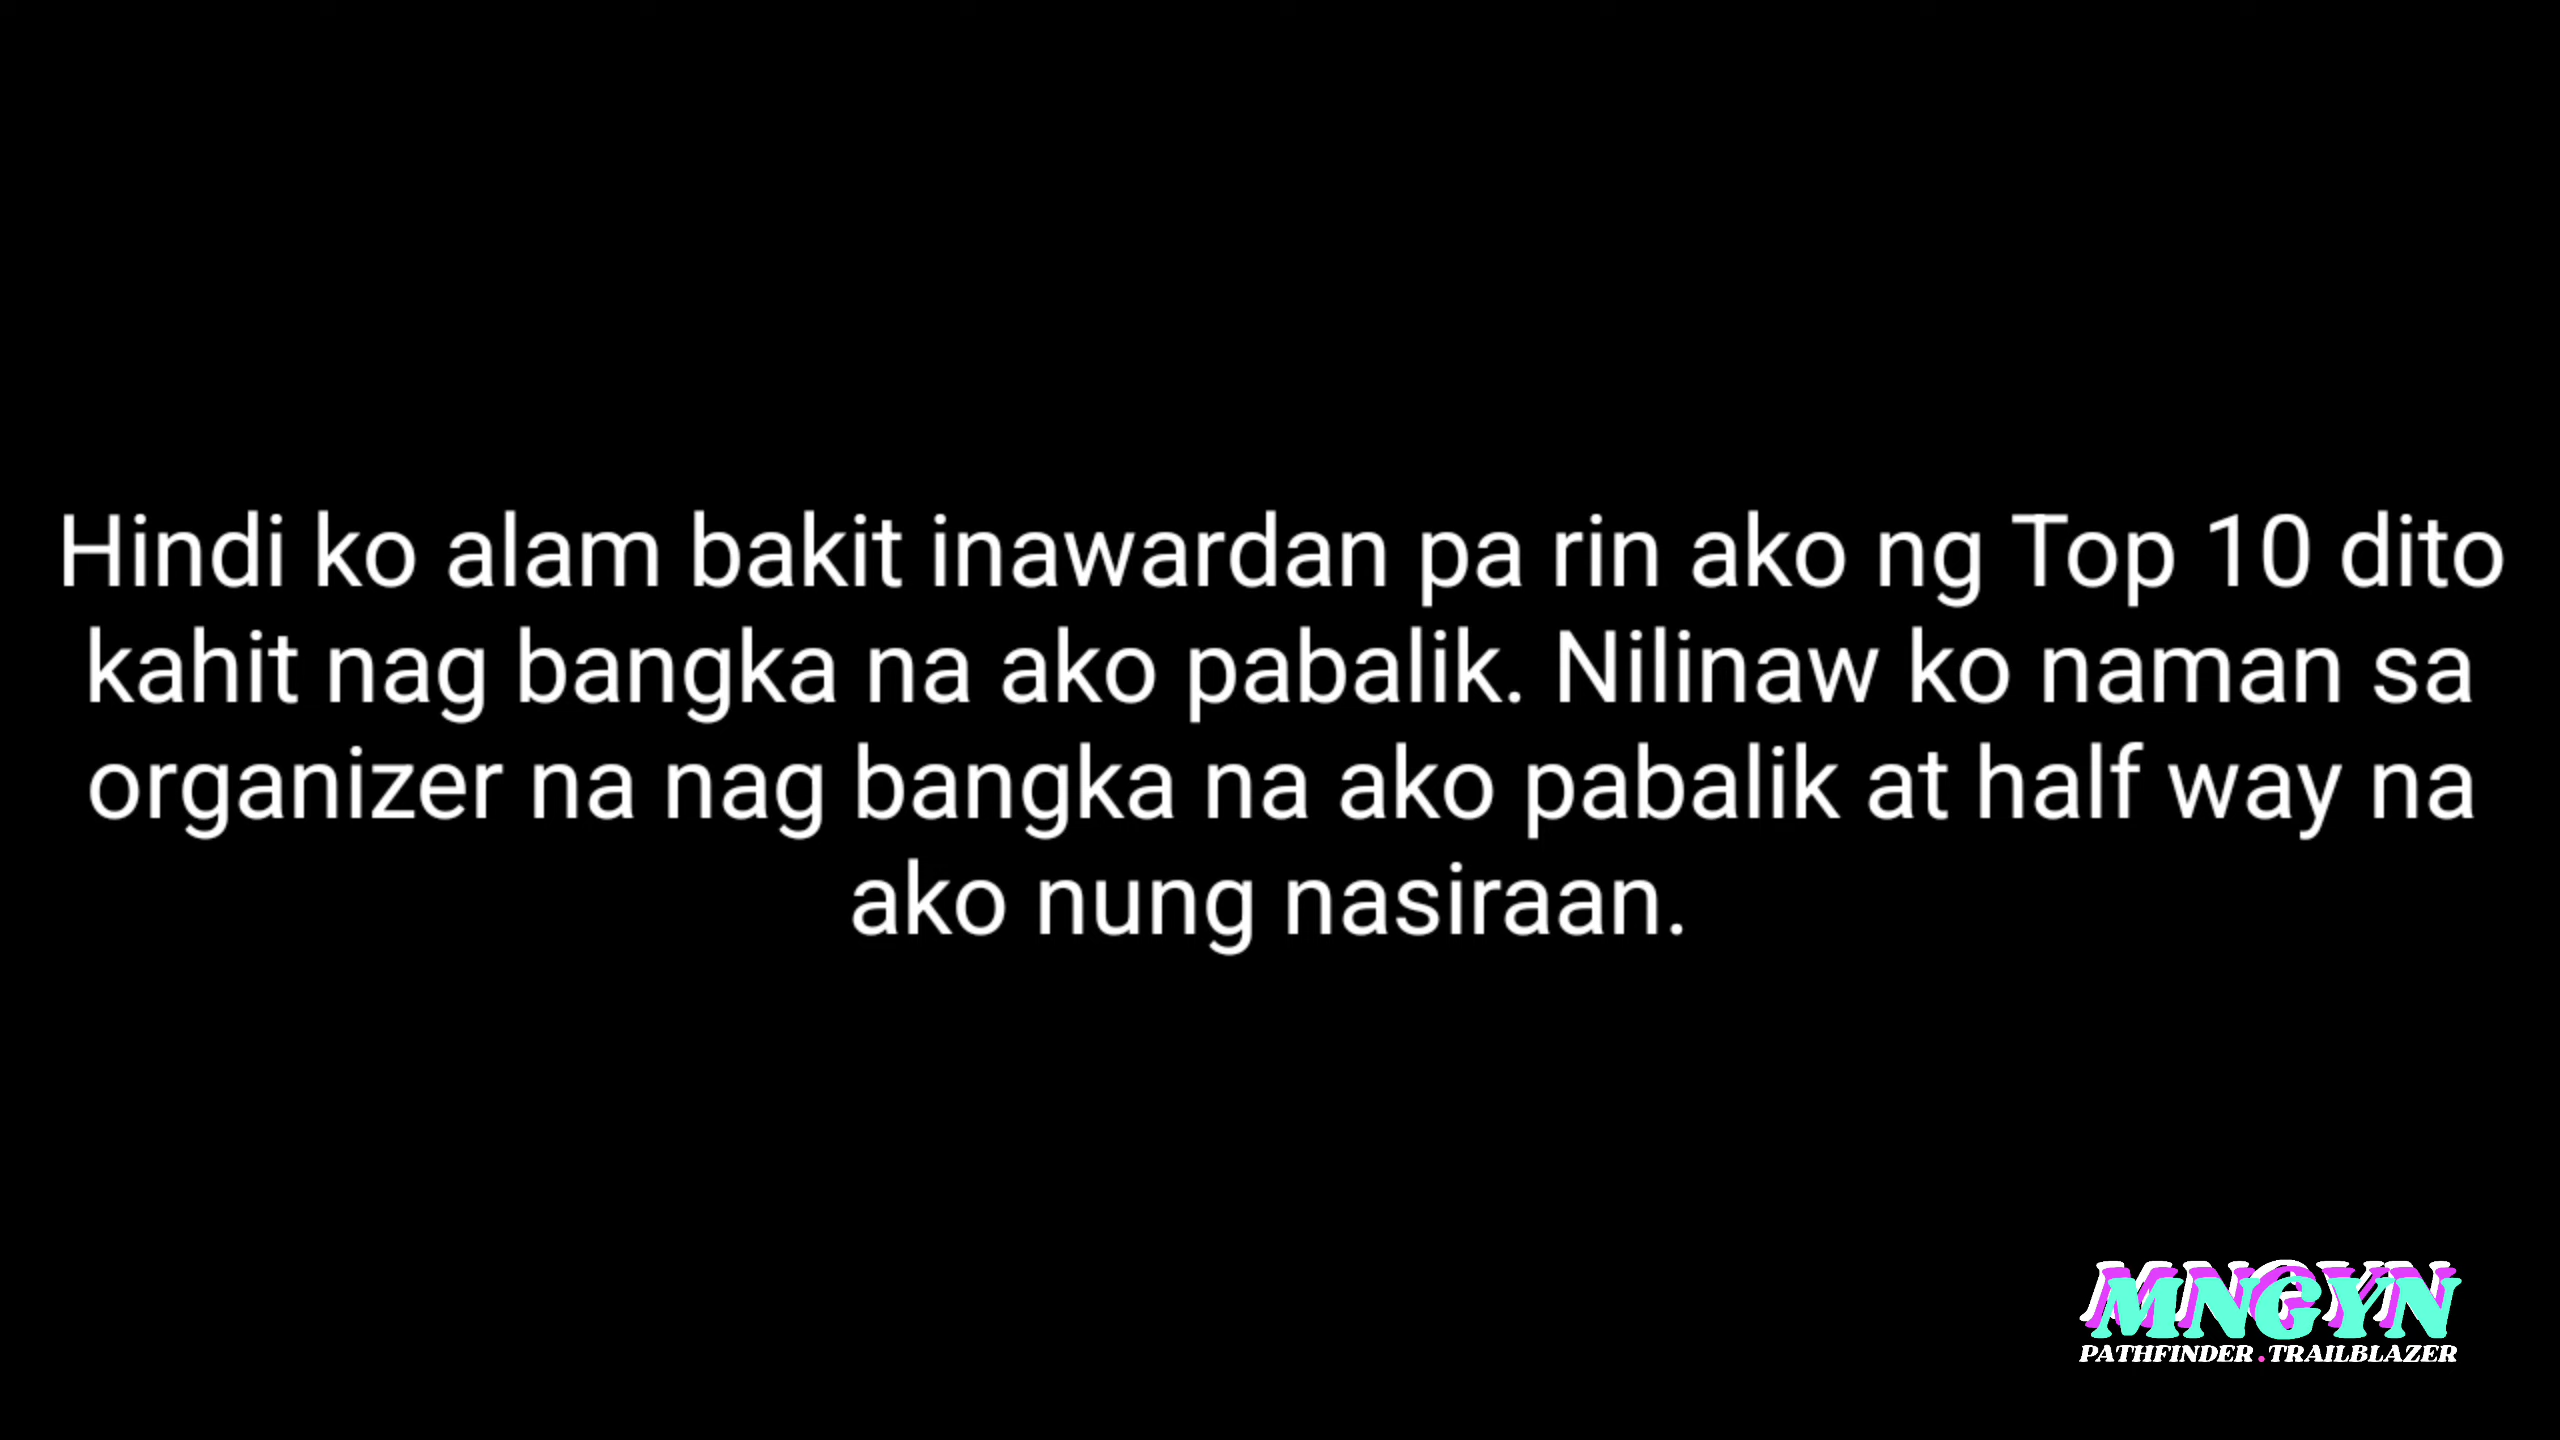 Hindi ko alam bakit inawardan pa rin ako ng Top 10 dito
kahit nag bangka na ako pabalik. Nilinaw ko naman sa
organizer na nag bangka na ako pabalik at half way na
ako nung nasiraan.
MNGYN
PATHFINDER.TRAILBLAZER